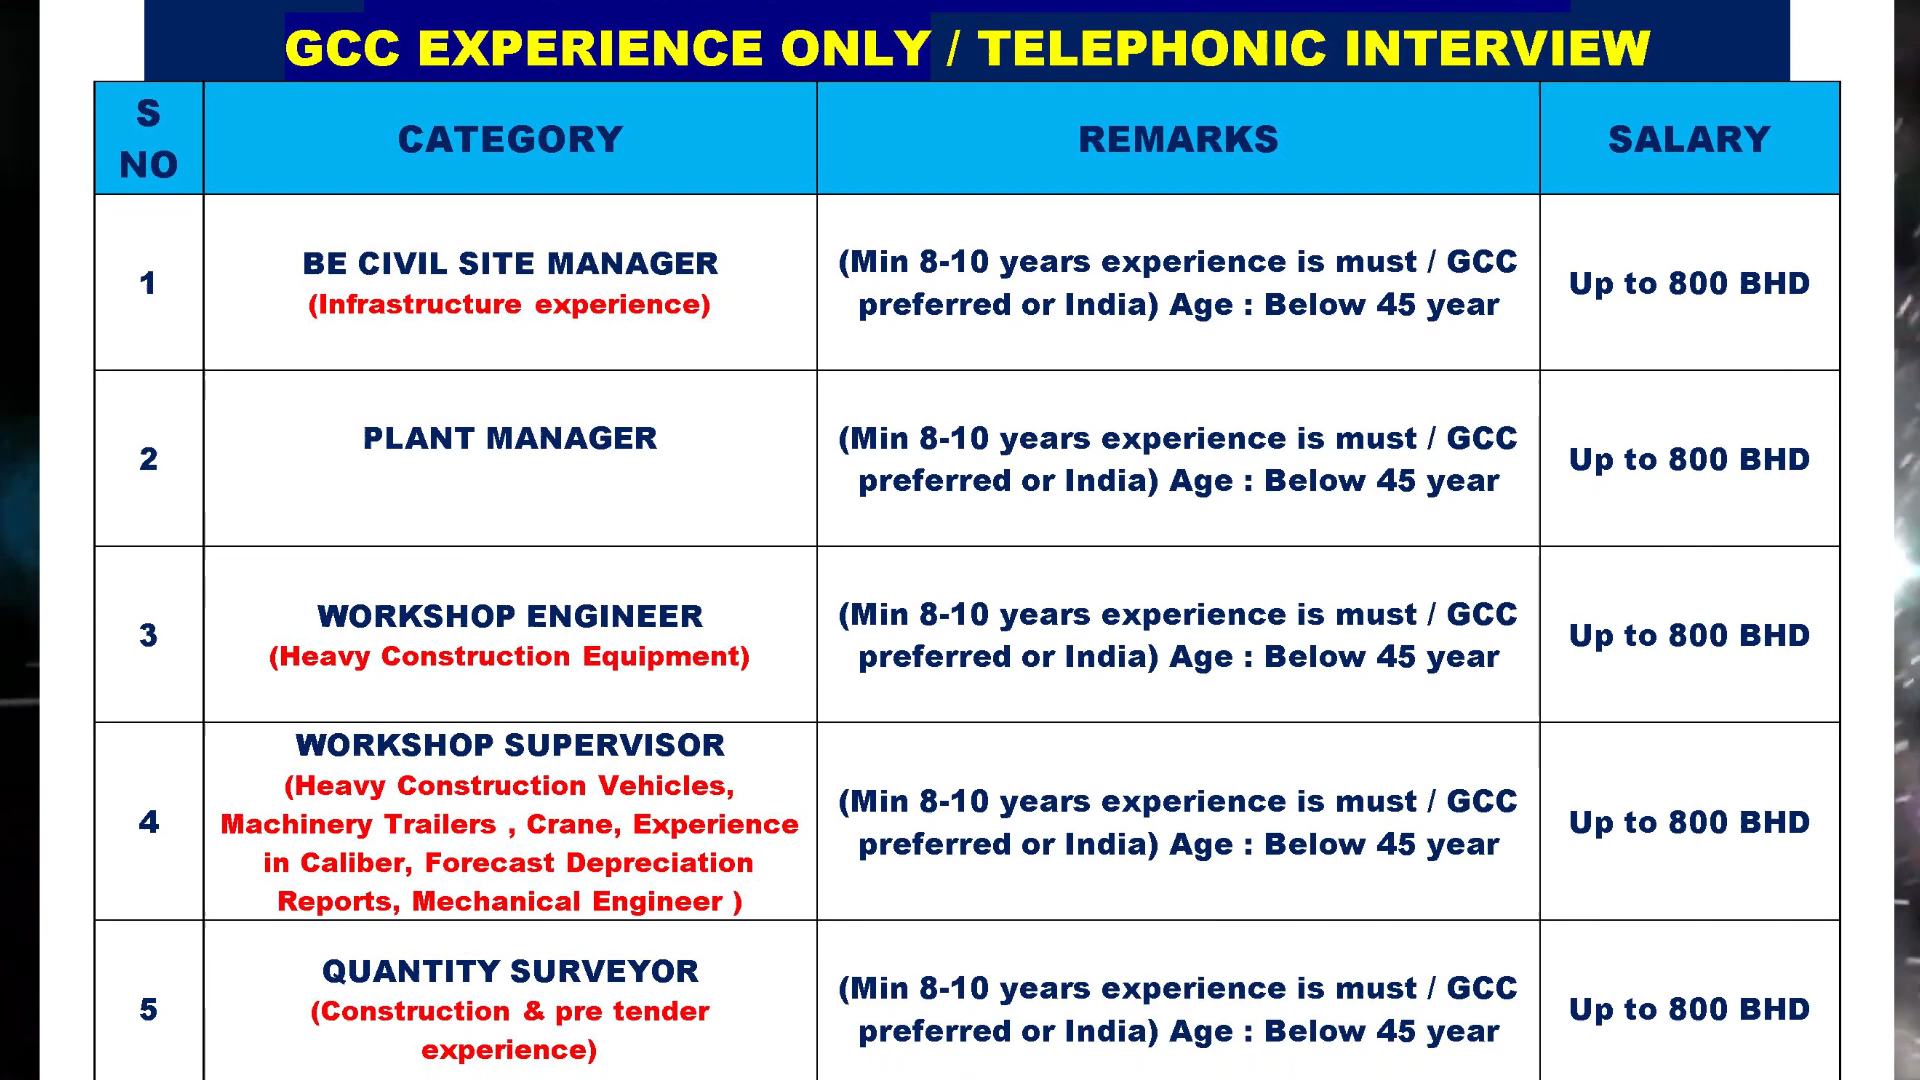 GCC EXPERIENCE ONLY / TELEPHONIC INTERVIEW
S
NO
CATEGORY
REMARKS
SALARY
1
BE CIVIL SITE MANAGER
(Infrastructure experience)
(Min 8-10 years experience is must / GCC
preferred or India) Age : Below 45 year
Up to 800 BHD
2
PLANT MANAGER
(Min 8-10 years experience is must / GCC
preferred or India) Age : Below 45 year
Up to 800 BHD
3
WORKSHOP ENGINEER
(Heavy Construction Equipment)
(Min 8-10 years experience is must / GCC
preferred or India) Age : Below 45 year
Up to 800 BHD
4
WORKSHOP SUPERVISOR
(Heavy Construction Vehicles,
Machinery Trailers , Crane, Experience
in Caliber, Forecast Depreciation
Reports, Mechanical Engineer )
(Min 8-10 years experience is must / GCC
preferred or India) Age : Below 45 year
Up to 800 BHD
5
QUANTITY SURVEYOR
(Construction & pre tender
experience)
(Min 8-10 years experience is must / GCC
preferred or India) Age : Below 45 year
Up to 800 BHD